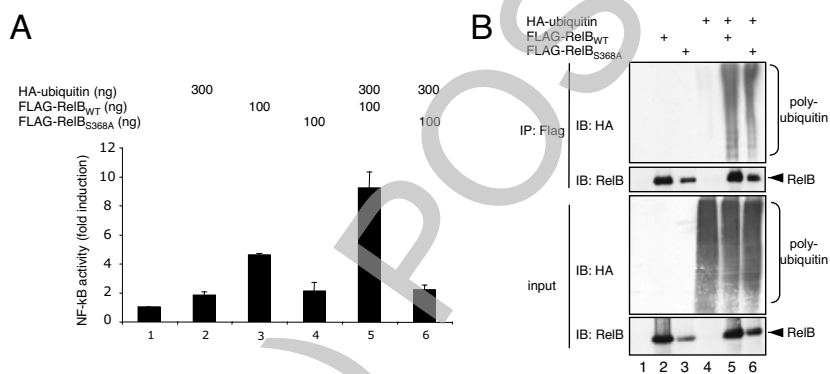 A
HA-ubiquitin (ng) 300 300 300
FLAG-RelBWT (ng) 100 100
FLAG-RelBS368A (ng) 100 100
NF-kB activity (fold induction)
12
10
8
6
4
2
0
1 2 3 4 5 6
B
HA-ubiquitin + + +
FLAG-RelBWT + +
FLAG-RelBS368A + +
IP: Flag
IB: HA
poly-
ubiquitin
IB: RelB
RelB
input
IB: HA
poly-
ubiquitin
IB: RelB
RelB
1 2 3 4 5 6
) POS